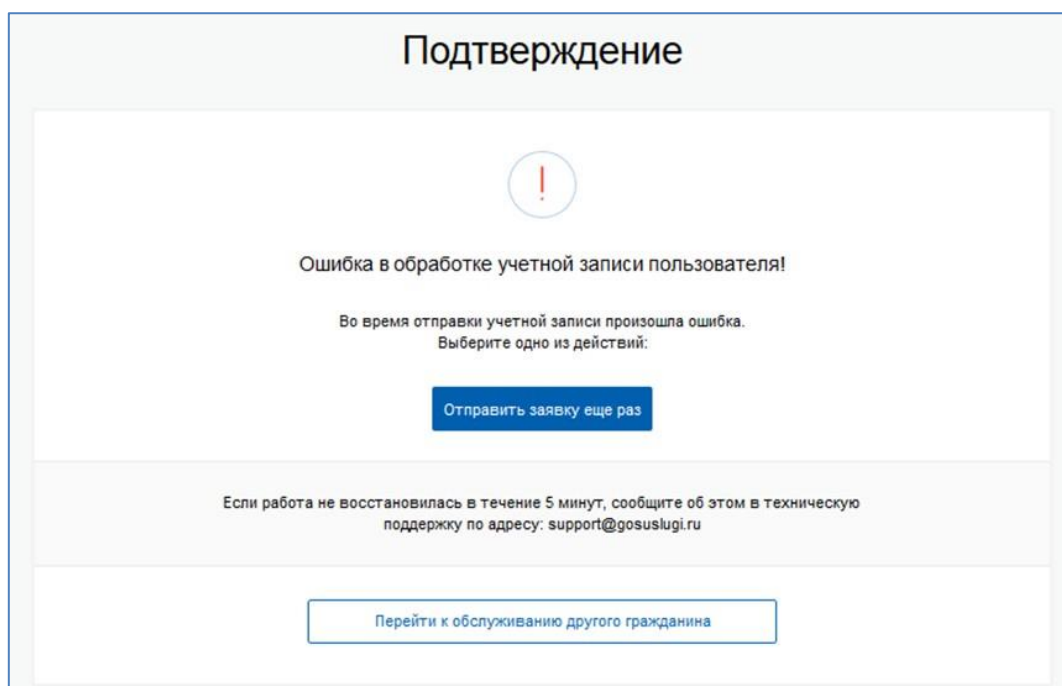 Подтверждение
!
Ошибка в обработке учетной записи пользователя!
Во время отправки учетной записи произошла ошибка.
Выберите одно из действий:
Отправить заявку еще раз
Если работа не восстановилась в течение 5 минут, сообщите об этом в техническую
поддержку по адресу: support@gosuslugi.ru
Перейти к обслуживанию другого гражданина